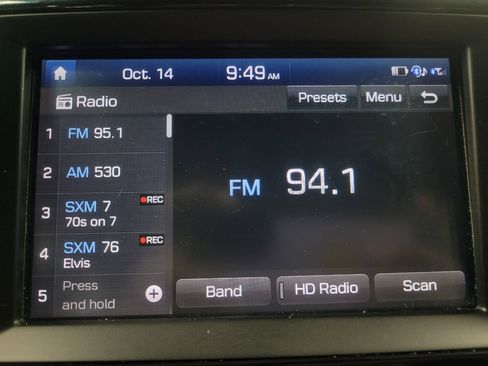 Oct. 14 9:49 AM
Radio Presets Menu
1 FM 95.1
2 AM 530
3 SXM 7 REC
70s on 7
4 SXM 76 REC
Elvis
5 Press
and hold
FM 94.1
Band HD Radio Scan